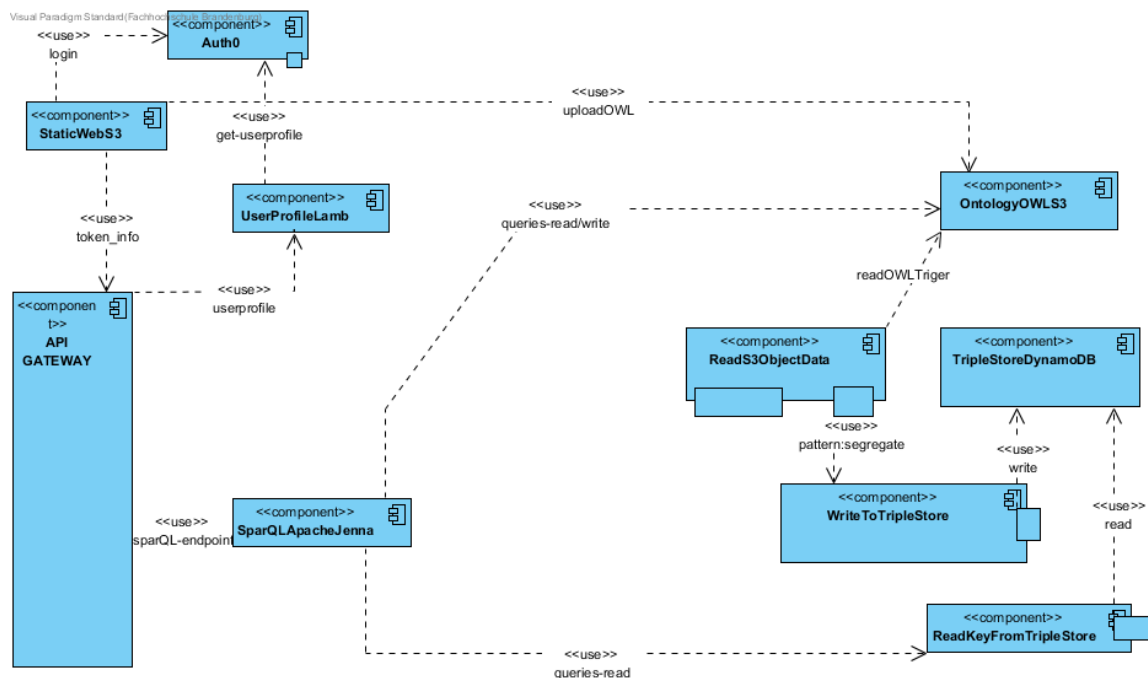 Visual Paradigm Standard(Fachhochschule Brandenburg)
<<component>>
Auth0
<<use>>
login
<<component>>
StaticWebS3
<<use>>
get-userprofile
<<use>>
uploadOWL
<<component>>
UserProfileLamb
<<component>>
OntologyOWLS3
<<use>>
queries-read/write
<<use>>
token_info
<<use>>
userprofile
readOWLTriger
<<componen
t>>
API
GATEWAY
<<component>>
ReadS3ObjectData
<<component>>
TripleStoreDynamoDB
<<use>>
pattern:segregate
<<use>>
write
<<component>>
WriteToTripleStore
<<use>>
read
<<component>>
SparQLApacheJenna
<<use>>
sparQL-endpoint
<<component>>
ReadKeyFromTripleStore
<<use>>
queries-read